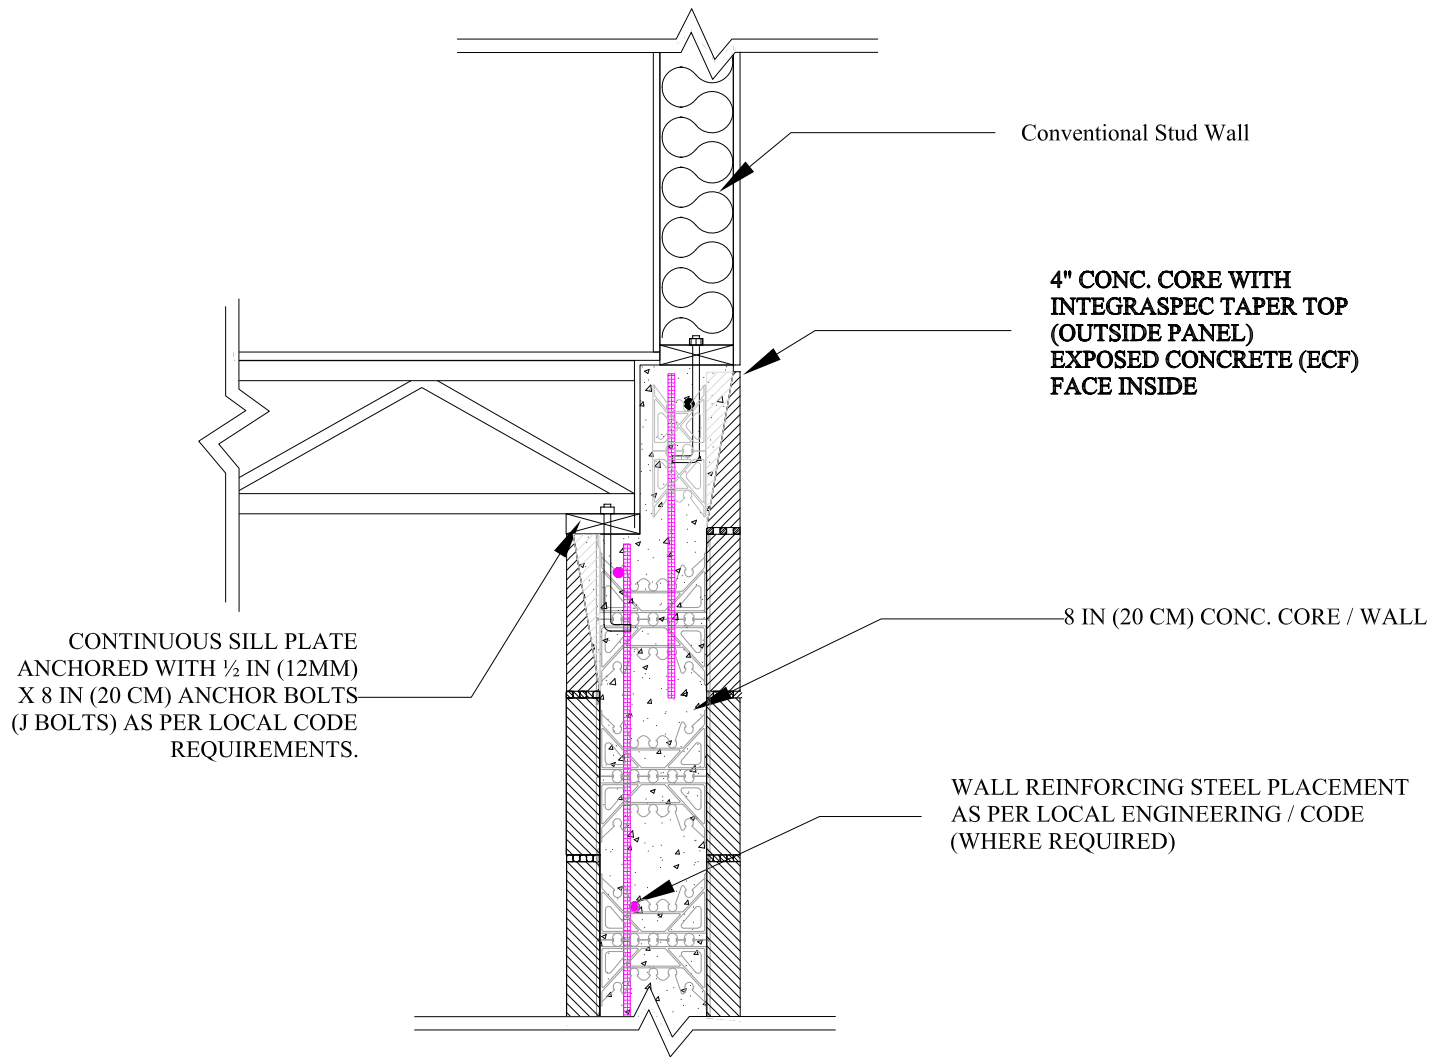 Conventional Stud Wall
4" CONC. CORE WITH
INTEGRASPEC TAPER TOP
(OUTSIDE PANEL)
EXPOSED CONCRETE (ECF)
FACE INSIDE
8 IN (20 CM) CONC. CORE / WALL
CONTINUOUS SILL PLATE
ANCHORED WITH ½ IN (12MM)
X 8 IN (20 CM) ANCHOR BOLTS
(J BOLTS) AS PER LOCAL CODE
REQUIREMENTS.
WALL REINFORCING STEEL PLACEMENT
AS PER LOCAL ENGINEERING / CODE
(WHERE REQUIRED)